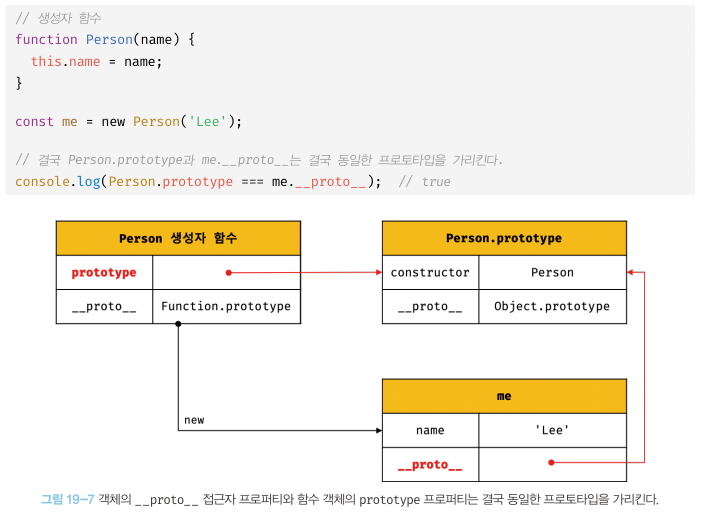 // 생성자 함수
function Person(name) {
  this.name = name;
}
const me = new Person('Lee');
// 결국 Person.prototype과 me.__proto__는 결국 동일한 프로토타입을 가리킨다.
console.log(Person.prototype === me.__proto__);  // true
Person 생성자 함수
prototype
__proto__ Function.prototype
Person.prototype
constructor Person
__proto__ Object.prototype
new
me
name 'Lee'
__proto__
그림 19-7 객체의 __proto__ 접근자 프로퍼티와 함수 객체의 prototype 프로퍼티는 결국 동일한 프로토타입을 가리킨다.